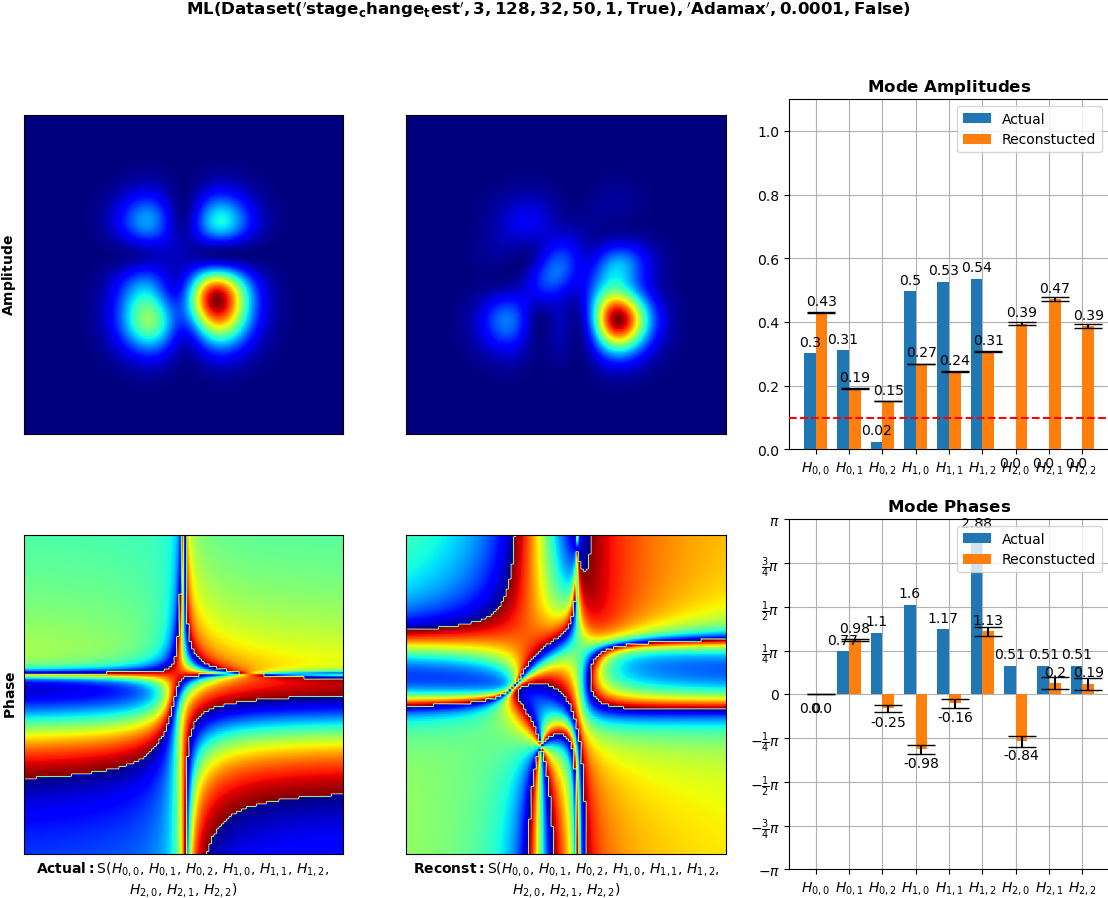 ML(Dataset('stage_change_test', 3, 128, 32, 50, 1, True), 'Adamax', 0.0001, False)
Amplitude
Mode Amplitudes
Actual
Reconstucted
1.0
0.8
0.6
0.4
0.2
0.0
0.3 0.43 0.31 0.19 0.02 0.15 0.5 0.27 0.53 0.24 0.54 0.31 0.0 0.39 0.0 0.47 0.0 0.39
H0,0 H0,1 H0,2 H1,0 H1,1 H1,2 H2,0 H2,1 H2,2
Phase
Actual:S(H0,0, H0,1, H0,2, H1,0, H1,1, H1,2,
H2,0, H2,1, H2,2)
Reconst:S(H0,0, H0,1, H0,2, H1,0, H1,1, H1,2,
H2,0, H2,1, H2,2)
Mode Phases
Actual
Reconstucted
π
3/4π
1/2π
1/4π
0
−1/4π
−1/2π
−3/4π
−π
0.0 0.0 0.77 0.98 1.1 -0.25 1.6 -0.98 1.17 -0.16 2.88 1.13 0.51 -0.84 0.51 0.2 0.51 0.19
H0,0 H0,1 H0,2 H1,0 H1,1 H1,2 H2,0 H2,1 H2,2